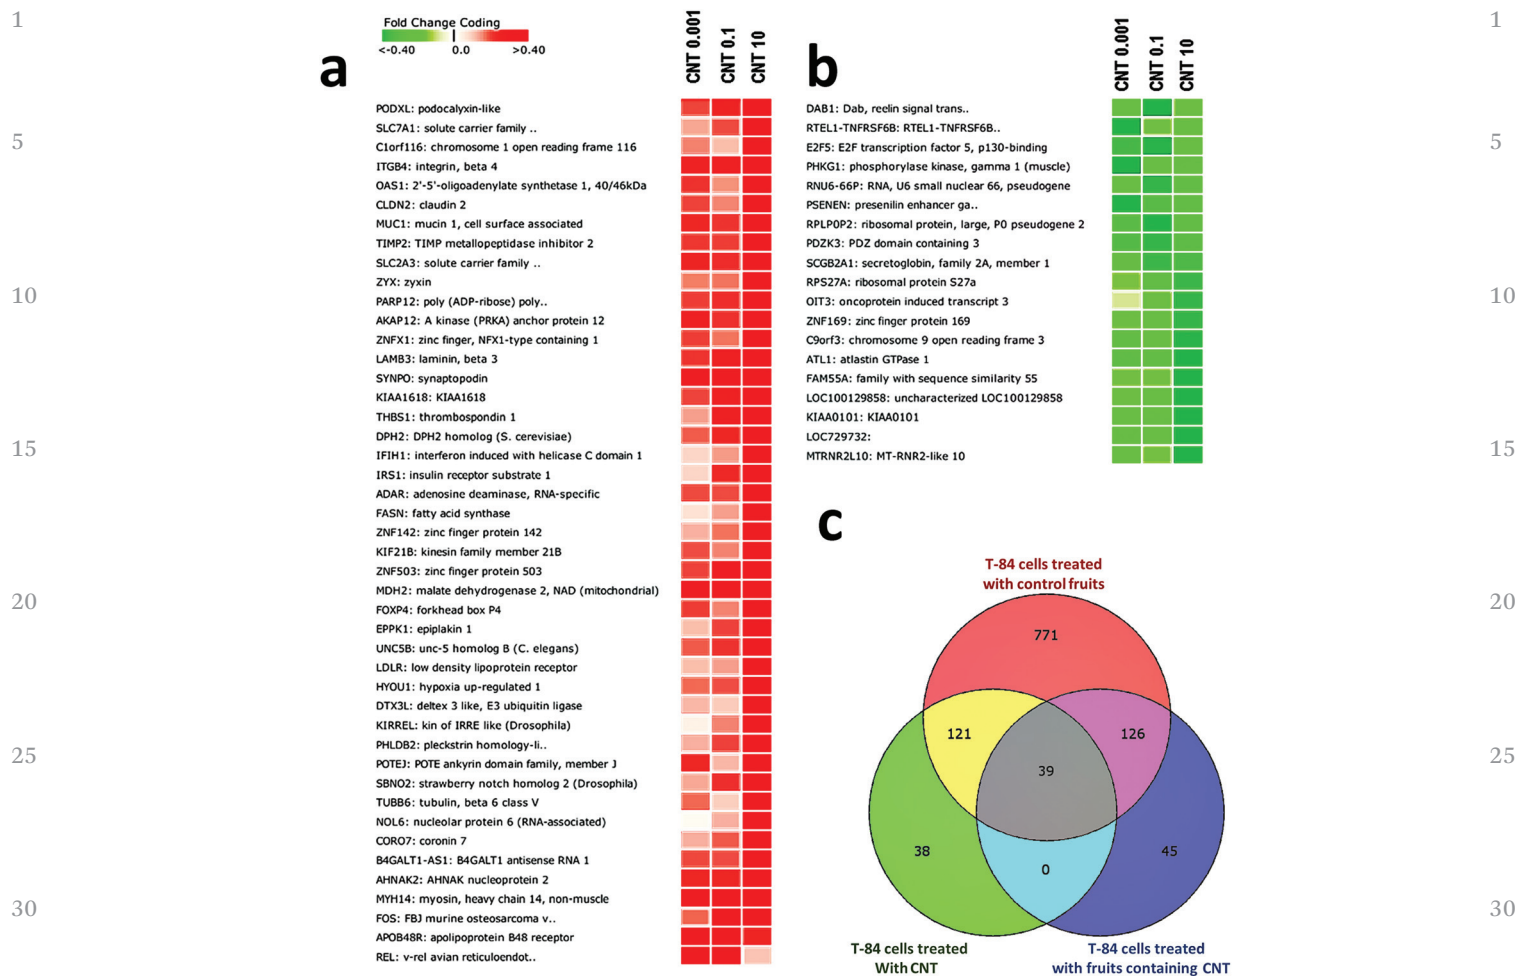 1
5
10
15
20
25
30
a
Fold Change Coding
<-0.40 0.0 >0.40
CNT 0.001
CNT 0.1
CNT 10
PODXL: podocalyxin-like
SLC7A1: solute carrier family ..
C1orf116: chromosome 1 open reading frame 116
ITGB4: integrin, beta 4
OAS1: 2'-5'-oligoadenylate synthetase 1, 40/46kDa
CLDN2: claudin 2
MUC1: mucin 1, cell surface associated
TIMP2: TIMP metallopeptidase inhibitor 2
SLC2A3: solute carrier family ..
ZYX: zyxin
PARP12: poly (ADP-ribose) poly..
AKAP12: A kinase (PRKA) anchor protein 12
ZNFX1: zinc finger, NFX1-type containing 1
LAMB3: laminin, beta 3
SYNPO: synaptopodin
KIAA1618: KIAA1618
THBS1: thrombospondin 1
DPH2: DPH2 homolog (S. cerevisiae)
IFIH1: interferon induced with helicase C domain 1
IRS1: insulin receptor substrate 1
ADAR: adenosine deaminase, RNA-specific
FASN: fatty acid synthase
ZNF142: zinc finger protein 142
KIF21B: kinesin family member 21B
ZNF503: zinc finger protein 503
MDH2: malate dehydrogenase 2, NAD (mitochondrial)
FOXP4: forkhead box P4
EPPK1: epiplakin 1
UNC5B: unc-5 homolog B (C. elegans)
LDLR: low density lipoprotein receptor
HYOU1: hypoxia up-regulated 1
DTX3L: deltex 3 like, E3 ubiquitin ligase
KIRREL: kin of IRRE like (Drosophila)
PHLDB2: pleckstrin homology-li..
POTEJ: POTE ankyrin domain family, member J
SBNO2: strawberry notch homolog 2 (Drosophila)
TUBB6: tubulin, beta 6 class V
NOL6: nucleolar protein 6 (RNA-associated)
CORO7: coronin 7
B4GALT1-AS1: B4GALT1 antisense RNA 1
AHNAK2: AHNAK nucleoprotein 2
MYH14: myosin, heavy chain 14, non-muscle
FOS: FBJ murine osteosarcoma v..
APOB48R: apolipoprotein B48 receptor
REL: v-rel avian reticuloendot..
b
CNT 0.001
CNT 0.1
CNT 10
DAB1: Dab, reelin signal trans..
RTEL1-TNFRSF6B: RTEL1-TNFRSF6B..
E2F5: E2F transcription factor 5, p130-binding
PHKG1: phosphorylase kinase, gamma 1 (muscle)
RNU6-66P: RNA, U6 small nuclear 66, pseudogene
PSENEN: presenilin enhancer ga..
RPLP0P2: ribosomal protein, large, P0 pseudogene 2
PDZK3: PDZ domain containing 3
SCGB2A1: secretoglobin, family 2A, member 1
RPS27A: ribosomal protein S27a
OIT3: oncoprotein induced transcript 3
ZNF169: zinc finger protein 169
C9orf3: chromosome 9 open reading frame 3
ATL1: atlastin GTPase 1
FAM55A: family with sequence similarity 55
LOC100129858: uncharacterized LOC100129858
KIAA0101: KIAA0101
LOC729732:
MTRNR2L10: MT-RNR2-like 10
c
T-84 cells treated
with control fruits
771
121
126
39
38
0
45
T-84 cells treated
With CNT
T-84 cells treated
with fruits containing CNT
1
5
10
15
20
25
30